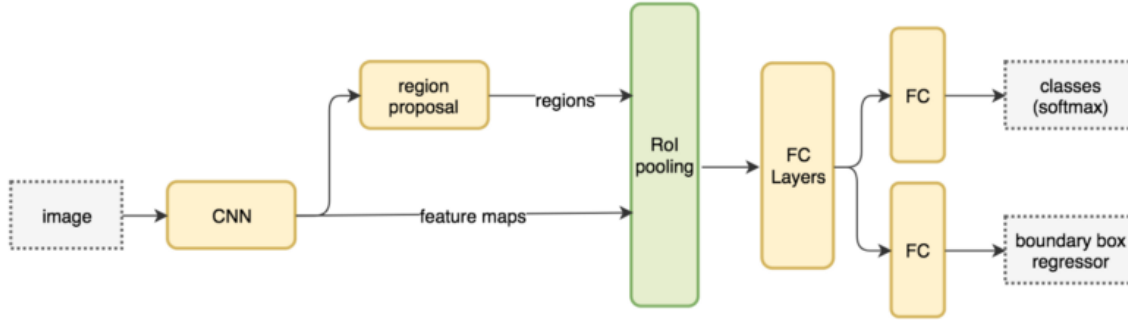 image
CNN
region
proposal
regions
feature maps
RoI
pooling
FC
Layers
FC
classes
(softmax)
FC
boundary box
regressor